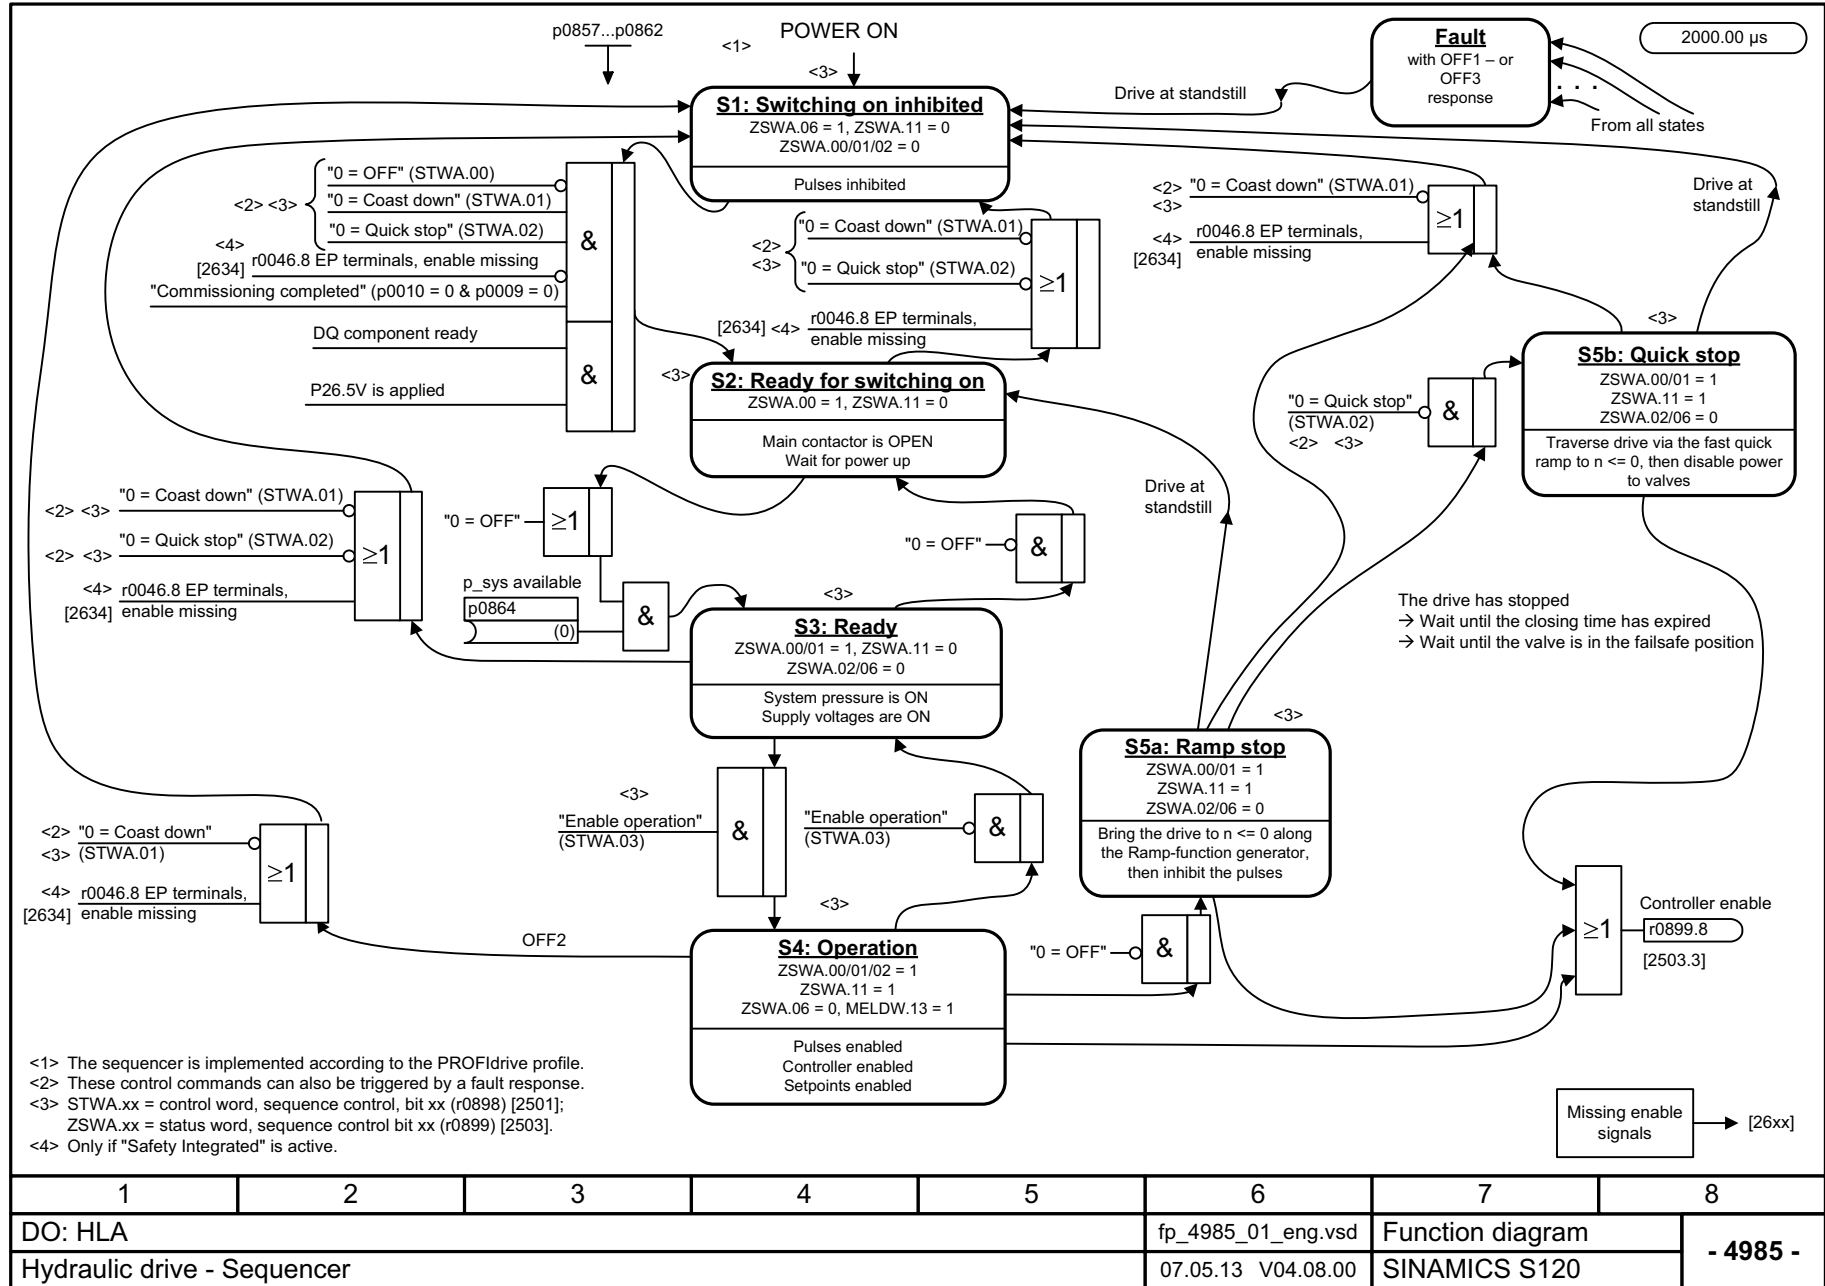 p0857...p0862
<1>
POWER ON
<3>
Fault
with OFF1 – or
OFF3
response
2000.00 µs
Drive at standstill
. . .
From all states
S1: Switching on inhibited
ZSWA.06 = 1, ZSWA.11 = 0
ZSWA.00/01/02 = 0
Pulses inhibited
<2> <3>
"0 = OFF" (STWA.00)
"0 = Coast down" (STWA.01)
"0 = Quick stop" (STWA.02)
<4>
[2634]
r0046.8 EP terminals, enable missing
"Commissioning completed" (p0010 = 0 & p0009 = 0)
&
DQ component ready
P26.5V is applied
&
<2>
<3>
"0 = Coast down" (STWA.01)
"0 = Quick stop" (STWA.02)
[2634] <4>
r0046.8 EP terminals,
enable missing
≥1
<2>
<3>
"0 = Coast down" (STWA.01)
<4>
[2634]
r0046.8 EP terminals,
enable missing
≥1
Drive at
standstill
<3>
S2: Ready for switching on
ZSWA.00 = 1, ZSWA.11 = 0
Main contactor is OPEN
Wait for power up
<3>
S5b: Quick stop
ZSWA.00/01 = 1
ZSWA.11 = 1
ZSWA.02/06 = 0
Traverse drive via the fast quick
ramp to n <= 0, then disable power
to valves
"0 = Quick stop"
(STWA.02)
<2> <3>
&
<2> <3>
"0 = Coast down" (STWA.01)
<2> <3>
"0 = Quick stop" (STWA.02)
<4>
[2634]
r0046.8 EP terminals,
enable missing
≥1
"0 = OFF"
≥1
"0 = OFF"
&
Drive at
standstill
p_sys available
p0864
(0)
&
<3>
S3: Ready
ZSWA.00/01 = 1, ZSWA.11 = 0
ZSWA.02/06 = 0
System pressure is ON
Supply voltages are ON
The drive has stopped
→ Wait until the closing time has expired
→ Wait until the valve is in the failsafe position
<3>
S5a: Ramp stop
ZSWA.00/01 = 1
ZSWA.11 = 1
ZSWA.02/06 = 0
Bring the drive to n <= 0 along
the Ramp-function generator,
then inhibit the pulses
<3>
"Enable operation"
(STWA.03)
&
"Enable operation"
(STWA.03)
&
<2>
<3>
"0 = Coast down"
(STWA.01)
<4>
[2634]
r0046.8 EP terminals,
enable missing
≥1
OFF2
<3>
S4: Operation
ZSWA.00/01/02 = 1
ZSWA.11 = 1
ZSWA.06 = 0, MELDW.13 = 1
Pulses enabled
Controller enabled
Setpoints enabled
"0 = OFF"
&
≥1
Controller enable
r0899.8
[2503.3]
<1> The sequencer is implemented according to the PROFIdrive profile.
<2> These control commands can also be triggered by a fault response.
<3> STWA.xx = control word, sequence control, bit xx (r0898) [2501];
ZSWA.xx = status word, sequence control bit xx (r0899) [2503].
<4> Only if "Safety Integrated" is active.
Missing enable
signals
[26xx]
1 2 3 4 5 6 7 8
DO: HLA
fp_4985_01_eng.vsd
Function diagram
- 4985 -
Hydraulic drive - Sequencer
07.05.13 V04.08.00
SINAMICS S120